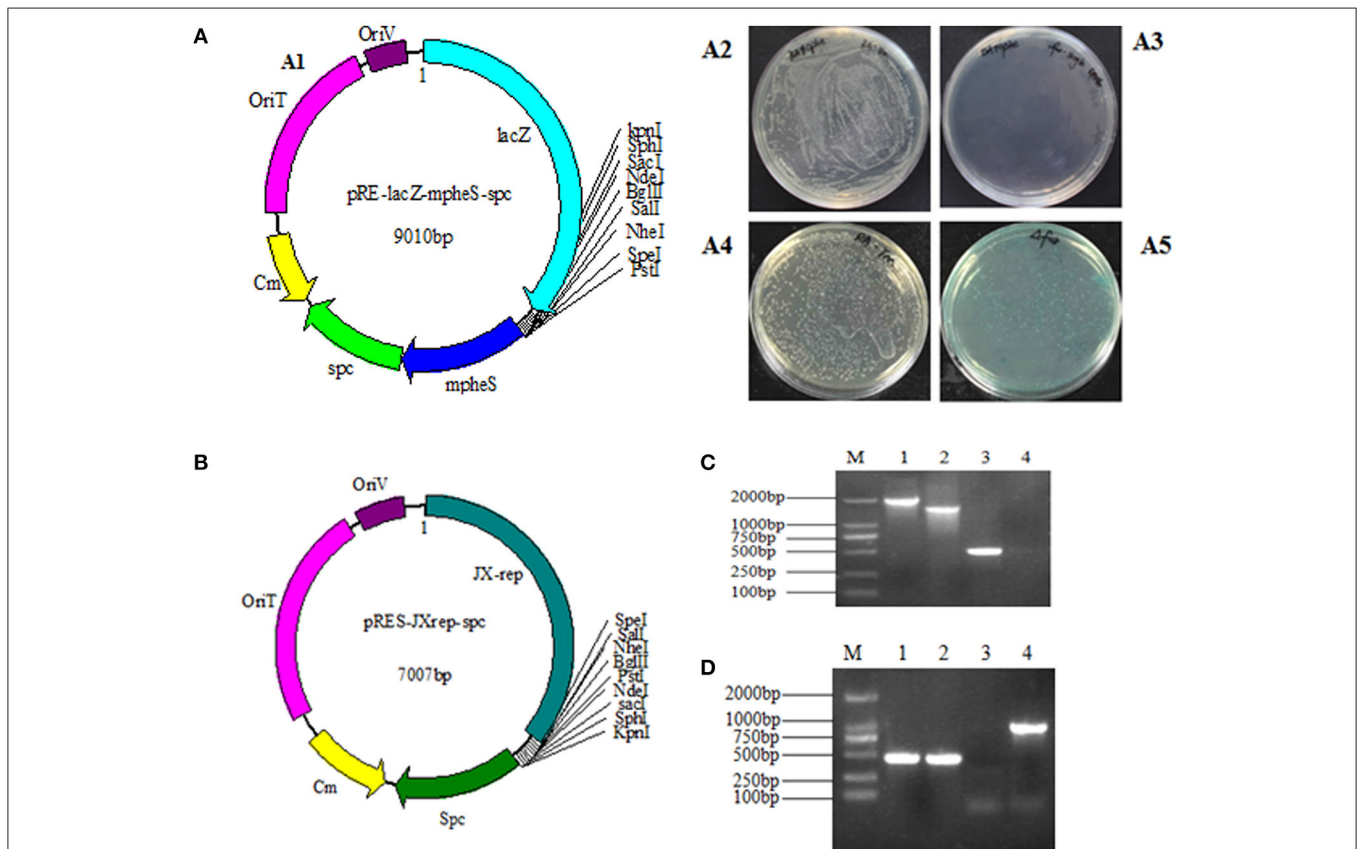 A
A1
OriV
OriT
1
lacZ
kpnI
SphI
SacI
NdeI
BglII
SalI
NheI
SpeI
PstI
pRE-lacZ-mpheS-spc
9010bp
Cm
spc
mpheS
A2
A3
A4
A5
B
OriV
1
OriT
JX-rep
SpeI
SalI
NheI
BglII
PstI
NdeI
sacI
SphI
KpnI
pRES-JXrep-spc
7007bp
Cm
Spc
C
M 1 2 3 4
2000bp
1000bp
750bp
500bp
250bp
100bp
D
M 1 2 3 4
2000bp
1000bp
750bp
500bp
250bp
100bp